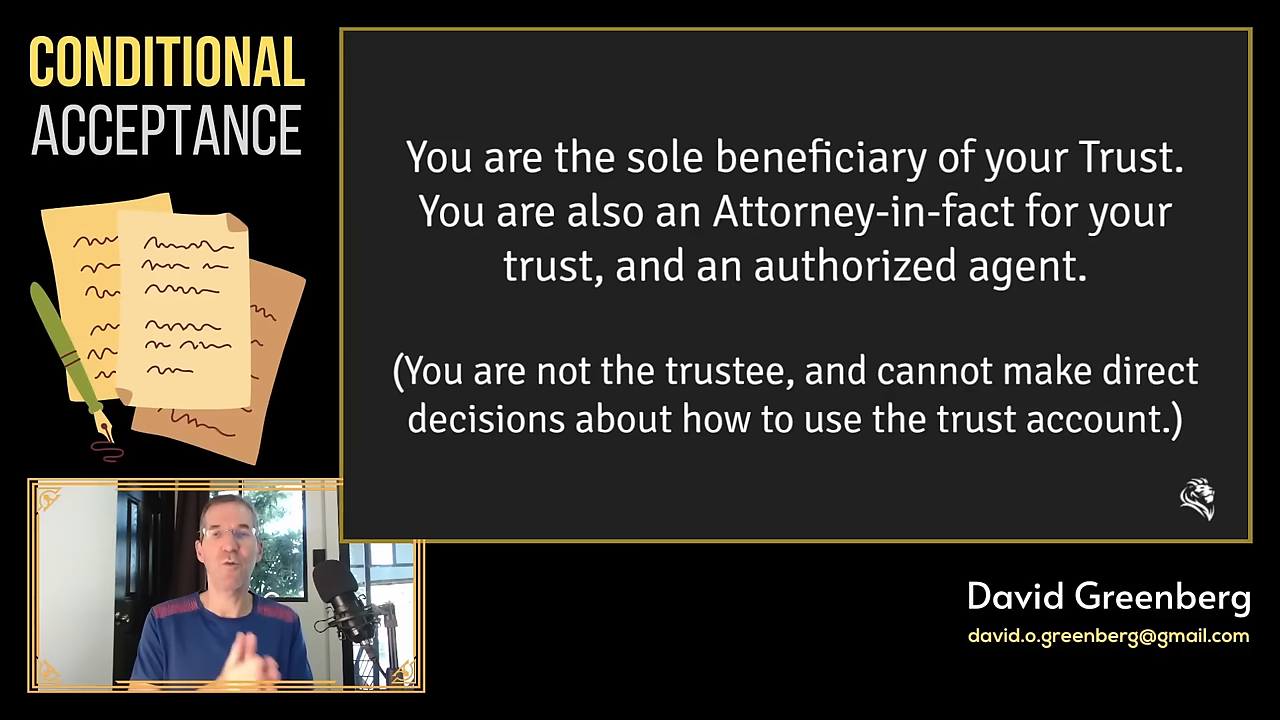 CONDITIONAL
ACCEPTANCE
You are the sole beneficiary of your Trust.
You are also an Attorney-in-fact for your
trust, and an authorized agent.
(You are not the trustee, and cannot make direct
decisions about how to use the trust account.)
David Greenberg
david.o.greenberg@gmail.com